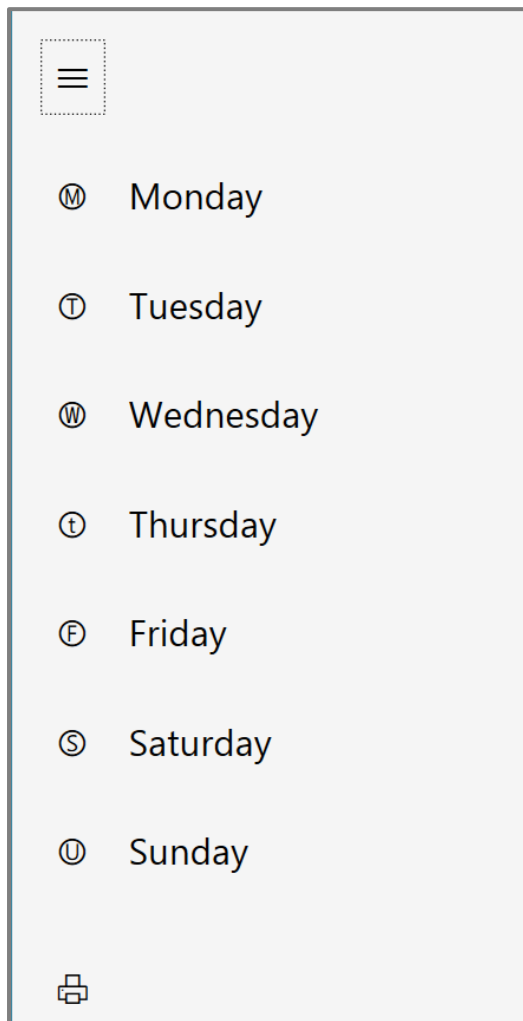 Ⓜ Monday
Ⓣ Tuesday
Ⓦ Wednesday
ⓣ Thursday
Ⓕ Friday
Ⓢ Saturday
Ⓤ Sunday